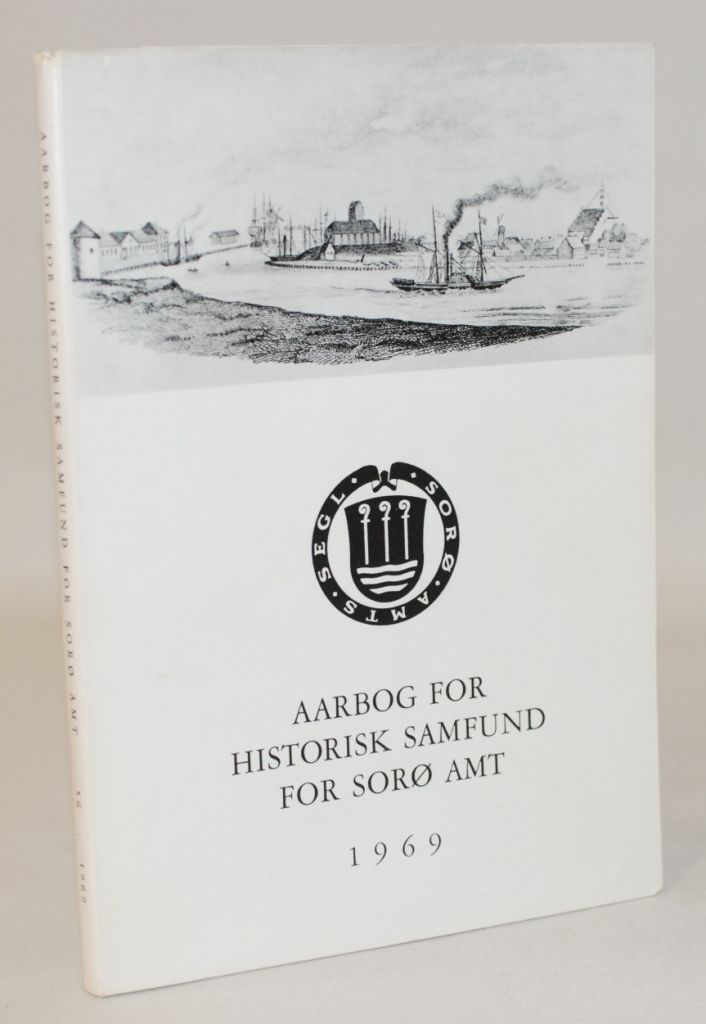 AARBOG FOR HISTORISK SAMFUND FOR SORØ AMT 56 · 1969
SORØ · AMTS · SEGL ·
AARBOG FOR
HISTORISK SAMFUND
FOR SORØ AMT
1969